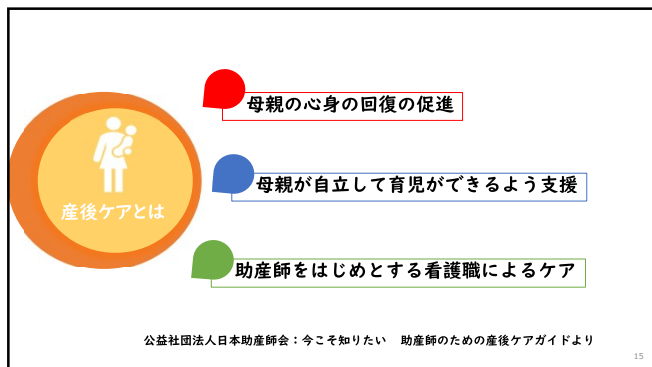 産後ケアとは
母親の心身の回復の促進
母親が自立して育児ができるよう支援
助産師をはじめとする看護職によるケア
公益社団法人日本助産師会：今こそ知りたい　助産師のための産後ケアガイドより
15